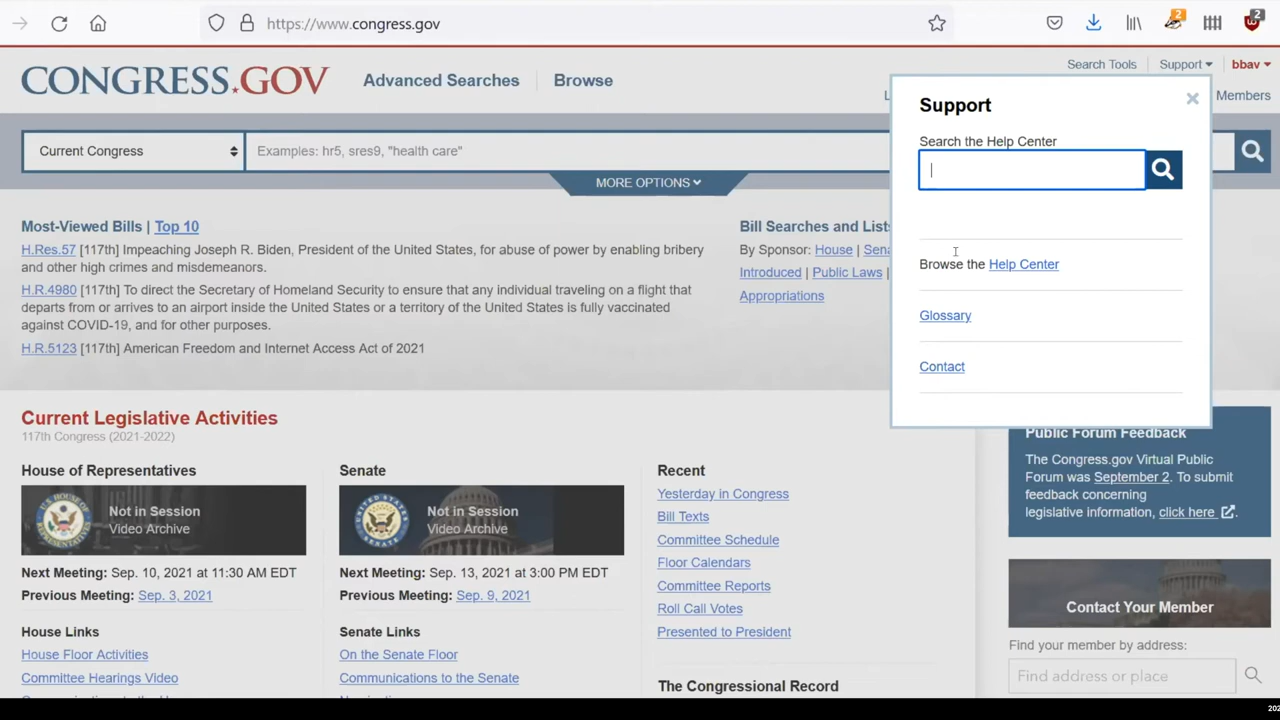 https://www.congress.gov
2
2
CONGRESS.GOV
Advanced Searches
Browse
Search Tools
Support
bbav
Members
Current Congress
Examples: hr5, sres9, "health care"
MORE OPTIONS
Support
Search the Help Center
Browse the Help Center
Glossary
Contact
Most-Viewed Bills | Top 10
H.Res.57 [117th] Impeaching Joseph R. Biden, President of the United States, for abuse of power by enabling bribery
and other high crimes and misdemeanors.
H.R.4980 [117th] To direct the Secretary of Homeland Security to ensure that any individual traveling on a flight that
departs from or arrives to an airport inside the United States or a territory of the United States is fully vaccinated
against COVID-19, and for other purposes.
H.R.5123 [117th] American Freedom and Internet Access Act of 2021
Bill Searches and Lists
By Sponsor: House |
Introduced | Public Laws |
Appropriations
Current Legislative Activities
117th Congress (2021-2022)
House of Representatives
Not in Session
Video Archive
Next Meeting: Sep. 10, 2021 at 11:30 AM EDT
Previous Meeting: Sep. 3, 2021
House Links
House Floor Activities
Committee Hearings Video
Senate
Not in Session
Video Archive
Next Meeting: Sep. 13, 2021 at 3:00 PM EDT
Previous Meeting: Sep. 9, 2021
Senate Links
On the Senate Floor
Communications to the Senate
Recent
Yesterday in Congress
Bill Texts
Committee Schedule
Floor Calendars
Committee Reports
Roll Call Votes
Presented to President
The Congressional Record
Public Forum Feedback
The Congress.gov Virtual Public
Forum was September 2. To submit
feedback concerning
legislative information, click here .
Contact Your Member
Find your member by address:
Find address or place